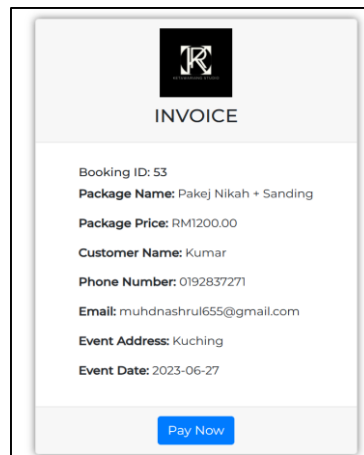 INVOICE
Booking ID: 53
Package Name: Pakej Nikah + Sanding
Package Price: RM1200.00
Customer Name: Kumar
Phone Number: 0192837271
Email: muhdnashrul655@gmail.com
Event Address: Kuching
Event Date: 2023-06-27
Pay Now